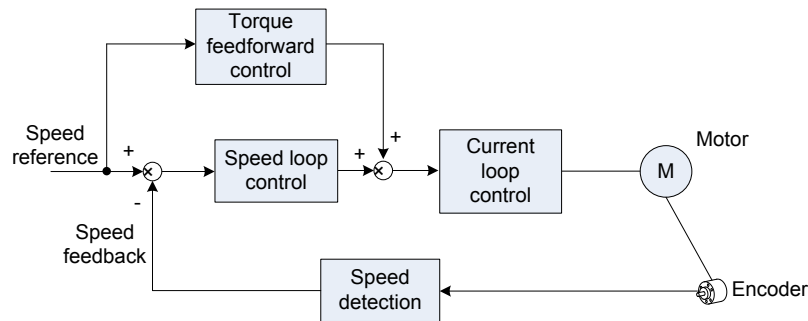 Torque
feedforward
control
Speed
reference
+
Speed loop
control
+
+
Current
loop
control
Motor
M
-
Speed
feedback
Speed
detection
Encoder